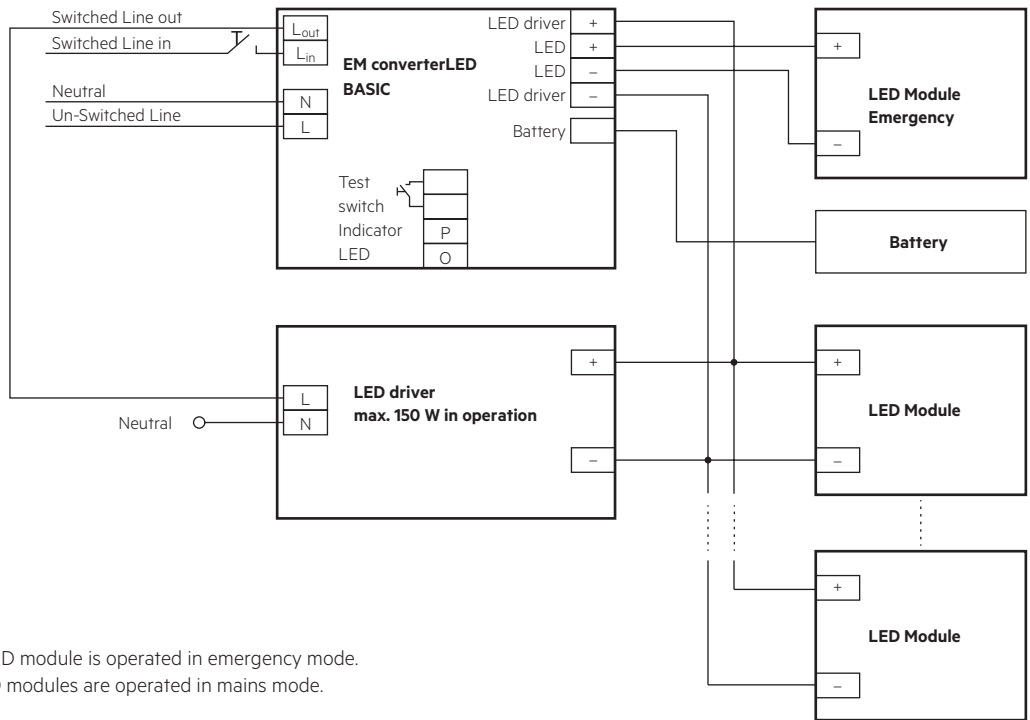 Switched Line out
Switched Line in
Neutral
Un-Switched Line
Lout
Lin
N
L
EM converterLED
BASIC
LED driver +
LED +
LED –
LED driver –
Battery
Test
switch
Indicator P
LED O
+
–
LED Module
Emergency
Battery
L
N
Neutral
LED driver
max. 150 W in operation
+
–
+
–
LED Module
+
–
LED Module
module is operated in emergency mode.
modules are operated in mains mode.